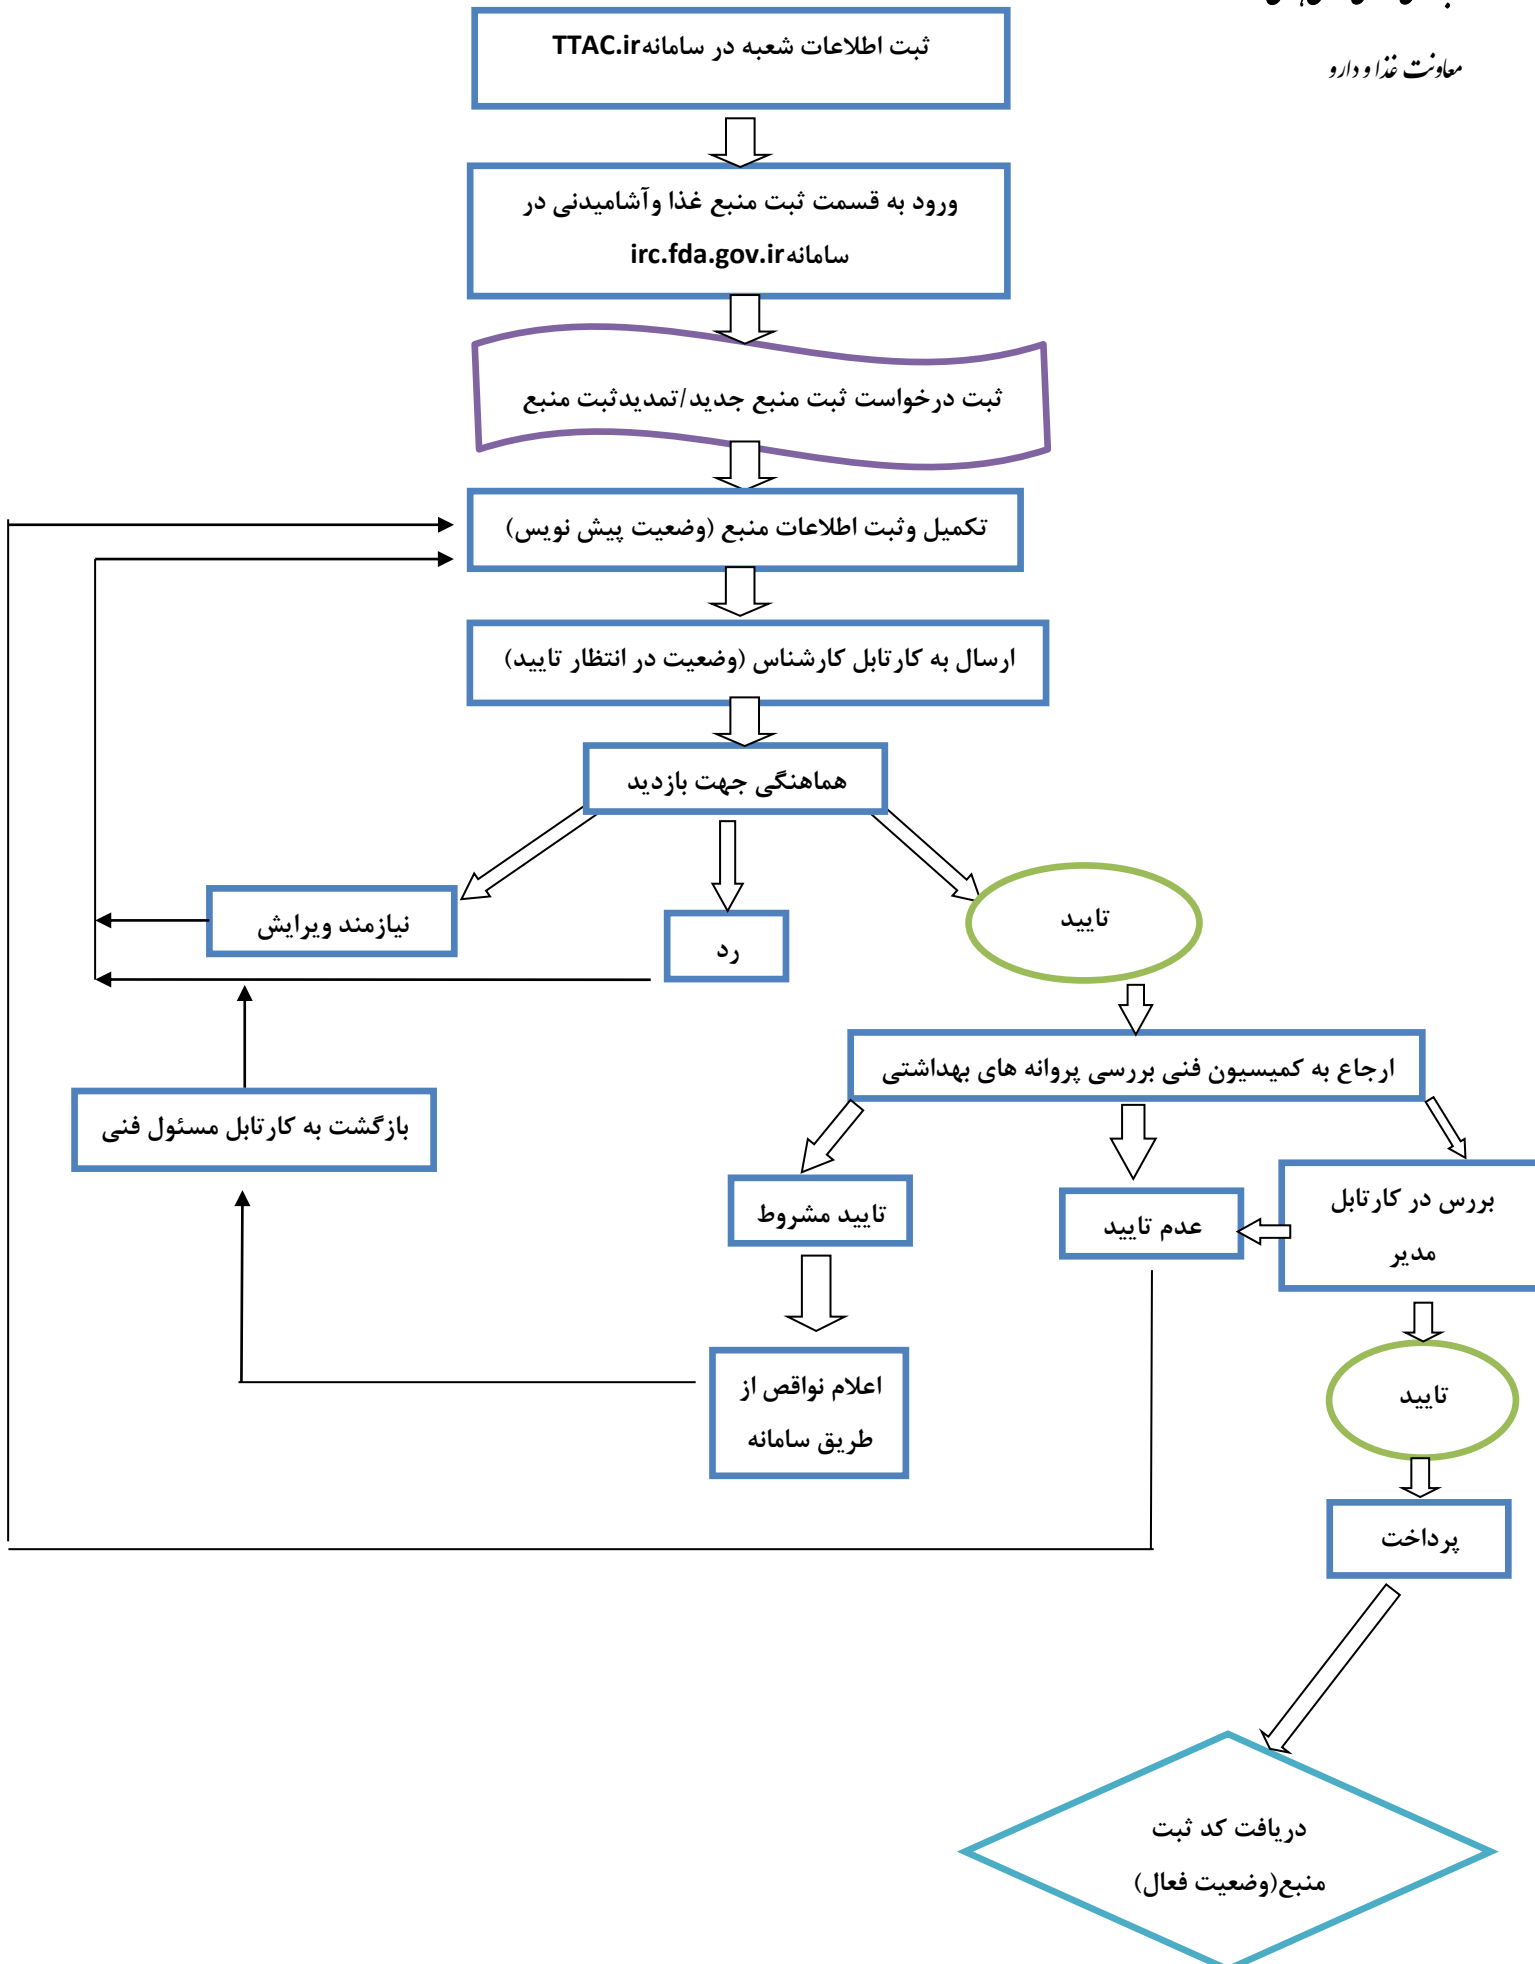 معاونت غذا و دارو
ثبت اطلاعات شعبه در سامانهTTAC.ir
ورود به قسمت ثبت منبع غذا وآشامیدنی در
سامانهirc.fda.gov.ir
ثبت درخواست ثبت منبع جدید/تمدیدثبت منبع
تکمیل وثبت اطلاعات منبع (وضعیت پیش نویس)
ارسال به کارتابل کارشناس (وضعیت در انتظار تایید)
هماهنگی جهت بازدید
تایید
رد
نیازمند ویرایش
ارجاع به کمیسیون فنی بررسی پروانه های بهداشتی
بازگشت به کارتابل مسئول فنی
بررس در کارتابل
مدیر
عدم تایید
تایید مشروط
اعلام نواقص از
طریق سامانه
تایید
پرداخت
دریافت کد ثبت
منبع(وضعیت فعال)